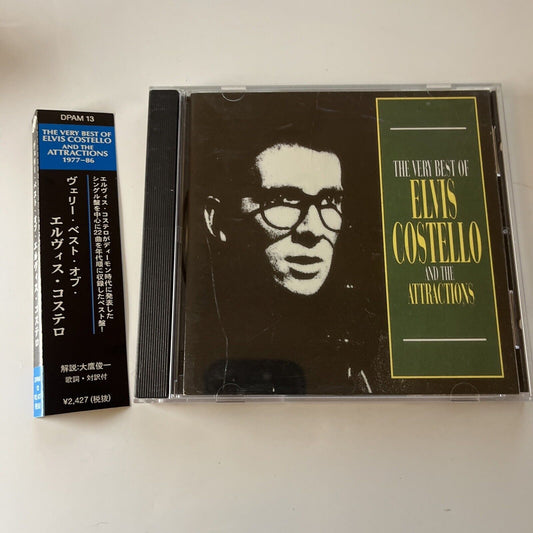 DPAM 13
THE VERY BEST OF
ELVIS COSTELLO
AND THE
ATTRACTIONS
1977-86
エルヴィス・コステロがディーモン時代に発表した
シングル盤を中心に22曲を年代順に収録したベスト盤!
ヴェリー・ベスト・オブ・
エルヴィス・コステロ
解説:大鷹俊一
歌詞・対訳付
¥2,427 (税抜)
THE VERY BEST OF
ELVIS
COSTELLO
AND THE
ATTRACTIONS